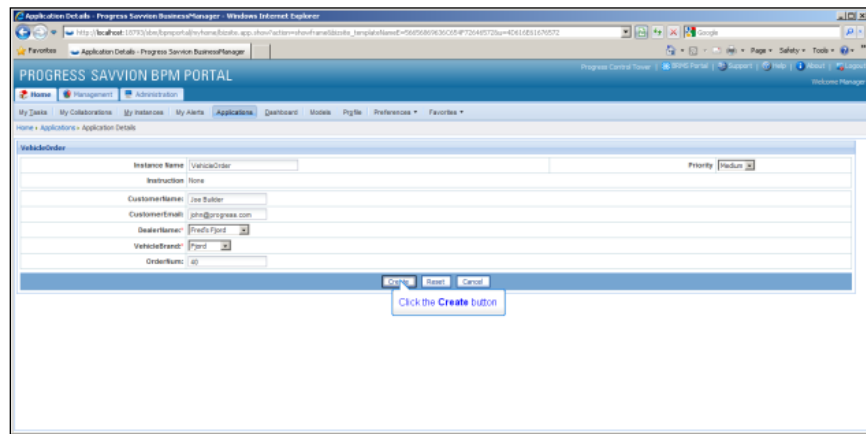 Application Details - Progress Savvion BusinessManager - Windows Internet Explorer
Google
Favorites Application Details - Progress Savvion BusinessManager Page Safety Tools
PROGRESS SAVVION BPM PORTAL
Progress Control Tower | SBMS Portal | Support | Help | About | Logout
Welcome Manager
Home Management Administration
My Tasks My Collaborations My Instances My Alerts Applications Dashboard Models Profile Preferences Favorites
Home > Applications > Application Details
VehicleOrder
Instance Name VehicleOrder Priority Medium
Instruction None
CustomerName: Joe Builder
CustomerEmail: john@progress.com
DealerName:* Fred's Fjord
VehicleBrand:* Fjord
OrderNum:
Create Reset Cancel
Click the Create button